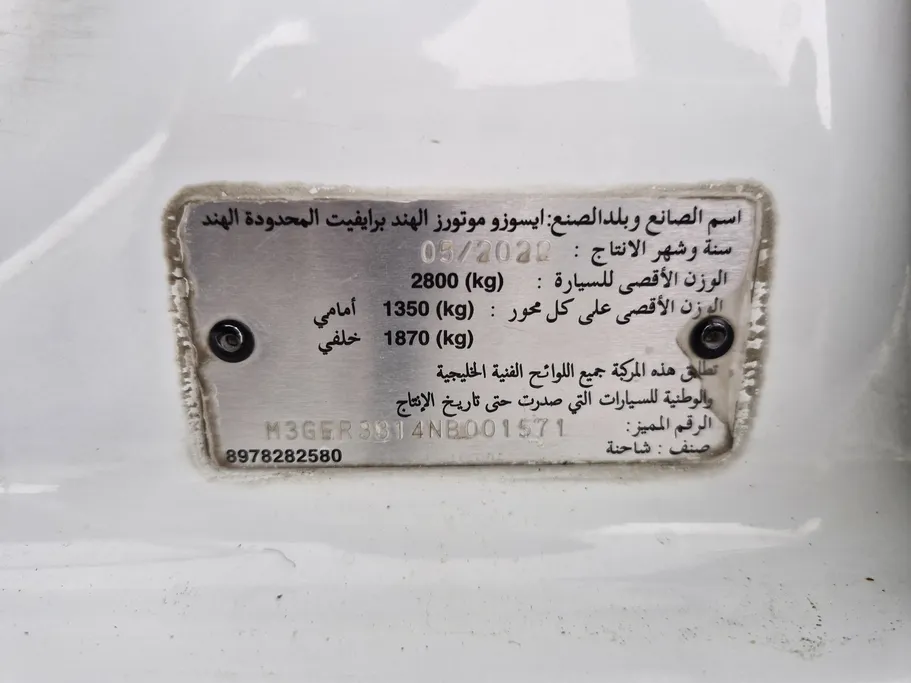 اسم الصانع وبلدالصنع: ايسوزو موتورز الهند برايفيت المحدودة الهند
سنة وشهر الانتاج : 05/2022
الوزن الأقصى للسيارة : 2800 (kg)
الوزن الأقصى على كل محور : 1350 (kg) أمامي
1870 (kg) خلفي
تطابق هذه المركبة جميع اللوائح الفنية الخليجية
والوطنية للسيارات التي صدرت حتى تاريخ الإنتاج
الرقم المميز:
صنف : شاحنة
8978282580